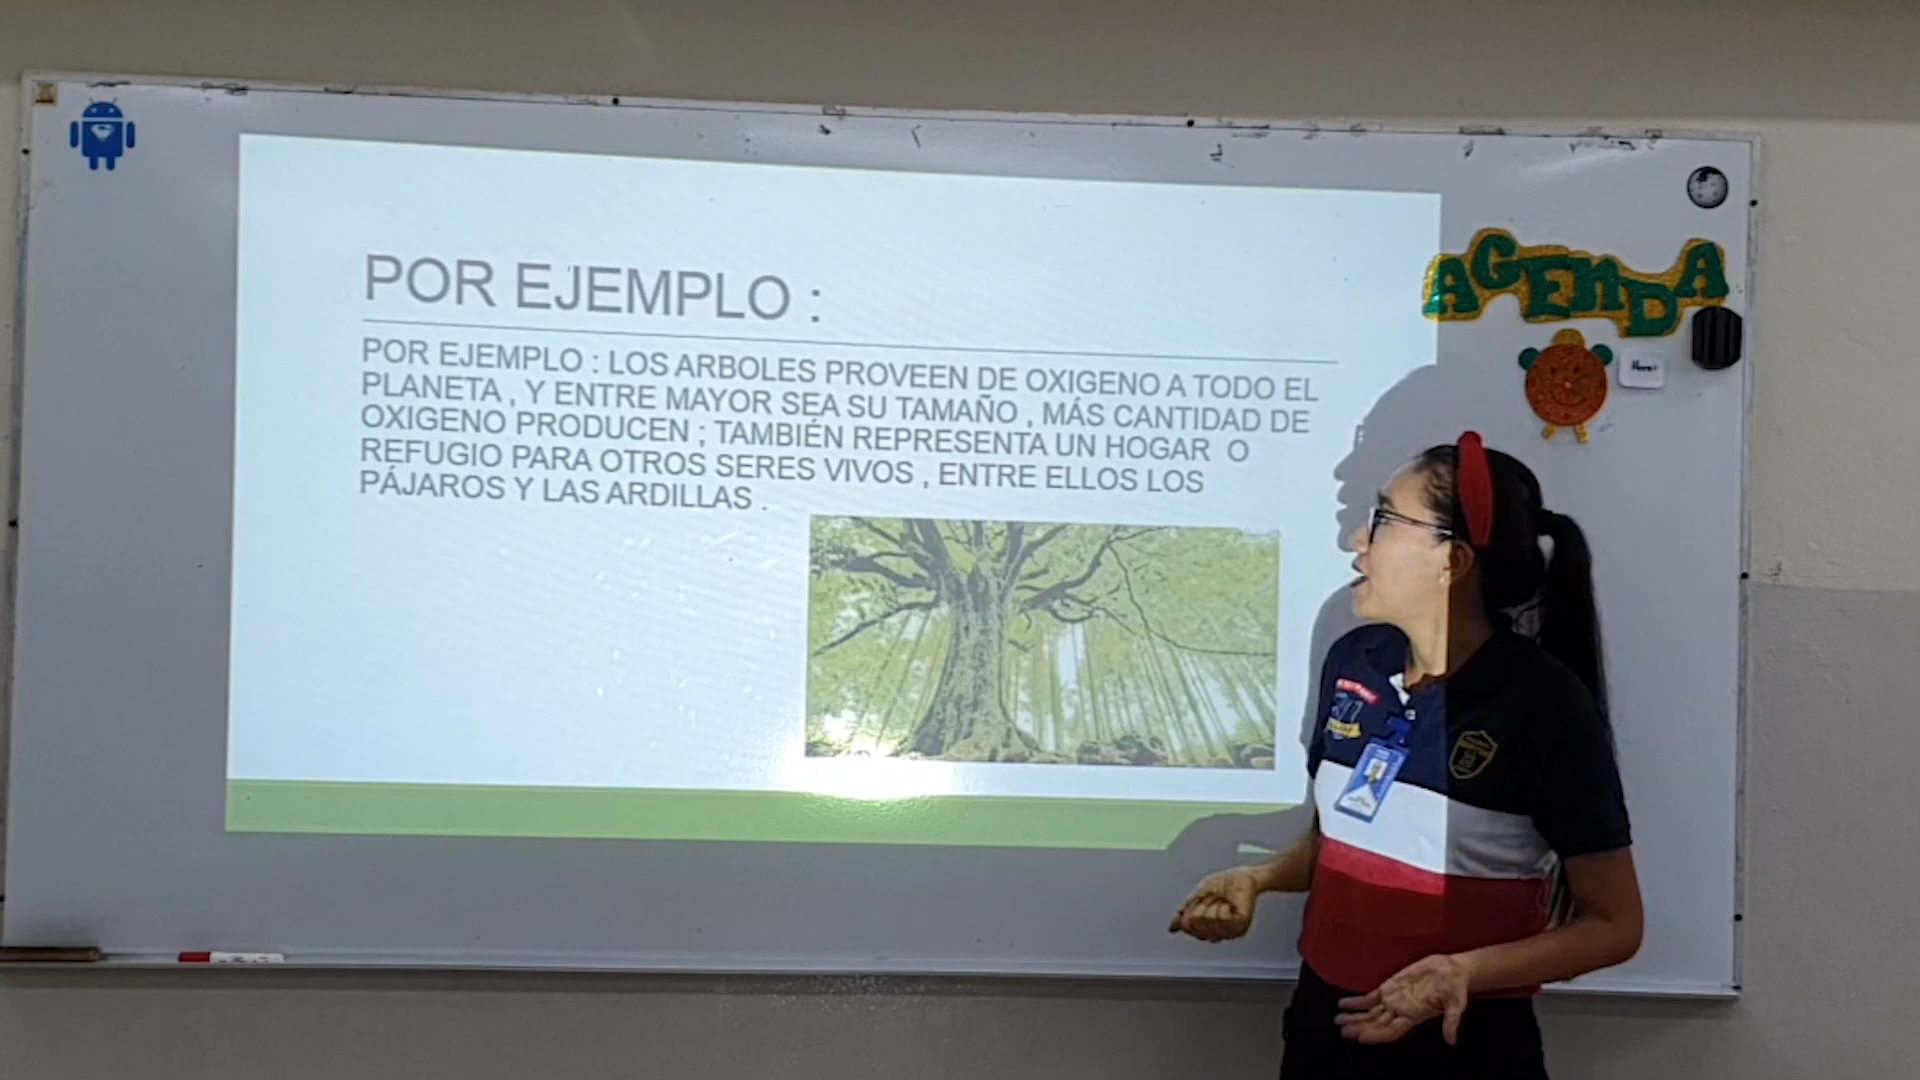 POR EJEMPLO :
POR EJEMPLO : LOS ARBOLES PROVEEN DE OXIGENO A TODO EL
PLANETA , Y ENTRE MAYOR SEA SU TAMAÑO , MÁS CANTIDAD DE
OXIGENO PRODUCEN ; TAMBIÉN REPRESENTA UN HOGAR O
REFUGIO PARA OTROS SERES VIVOS , ENTRE ELLOS LOS
PÁJAROS Y LAS ARDILLAS .
AGENDA